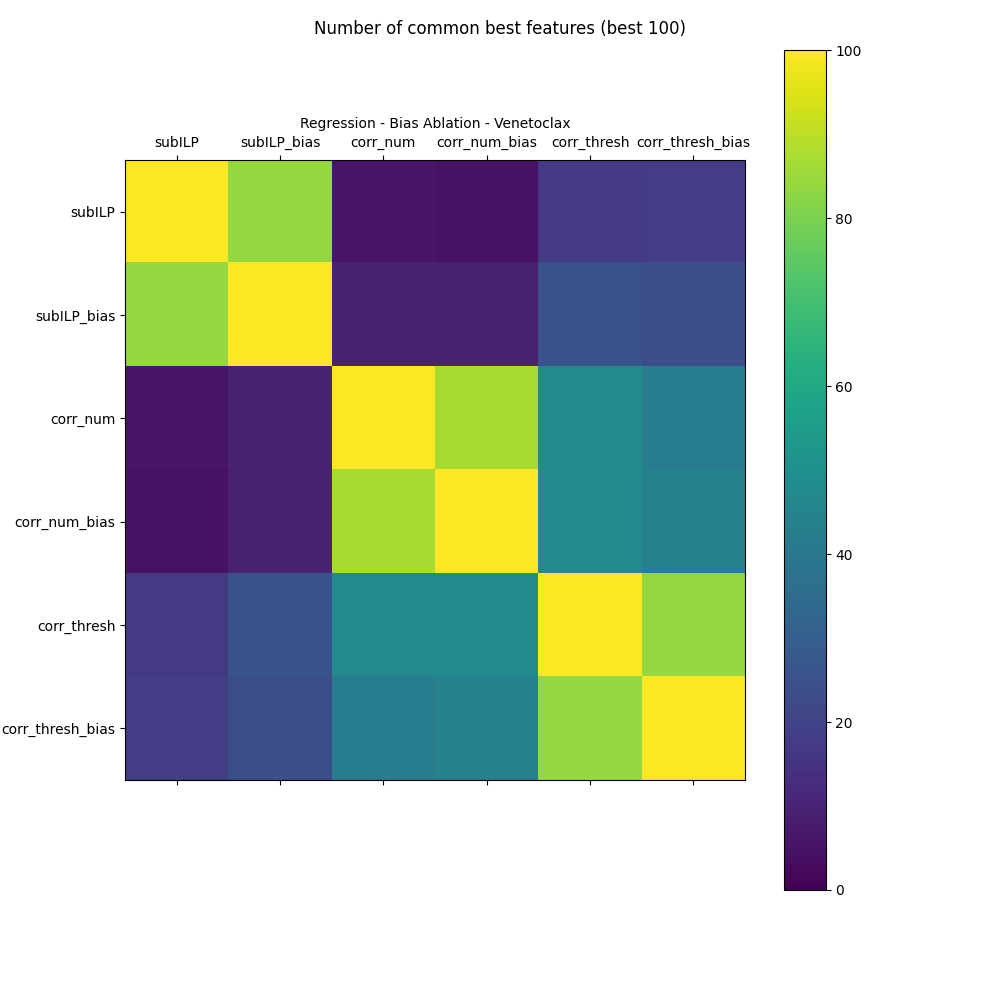 Number of common best features (best 100)
Regression - Bias Ablation - Venetoclax
subILP subILP_bias corr_num corr_num_bias corr_thresh corr_thresh_bias
subILP
subILP_bias
corr_num
corr_num_bias
corr_thresh
corr_thresh_bias
100
80
60
40
20
0